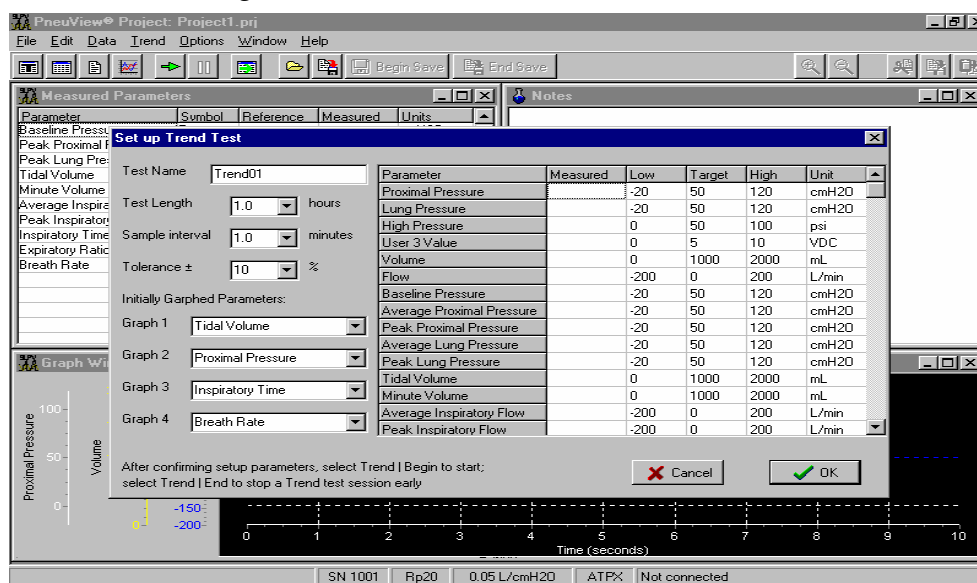 PneuView® Project: Project1.prj
File Edit Data Trend Options Window Help
Begin Save End Save
Measured Parameters
Notes
Parameter Symbol Reference Measured Units
Baseline Pressu
Peak Proximal
Peak Lung Pre
Tidal Volume
Minute Volume
Average Inspira
Peak Inspirator
Inspiratory Time
Expiratory Ratio
Breath Rate
Set up Trend Test
Test Name Trend01
Test Length 1.0 hours
Sample interval 1.0 minutes
Tolerance ± 10 %
Initially Garphed Parameters:
Graph 1 Tidal Volume
Graph 2 Proximal Pressure
Graph 3 Inspiratory Time
Graph 4 Breath Rate
Parameter Measured Low Target High Unit
Proximal Pressure -20 50 120 cmH2O
Lung Pressure -20 50 120 cmH2O
High Pressure 0 50 100 psi
User 3 Value 0 5 10 VDC
Volume 0 1000 2000 mL
Flow -200 0 200 L/min
Baseline Pressure -20 50 120 cmH2O
Average Proximal Pressure -20 50 120 cmH2O
Peak Proximal Pressure -20 50 120 cmH2O
Average Lung Pressure -20 50 120 cmH2O
Peak Lung Pressure -20 50 120 cmH2O
Tidal Volume 0 1000 2000 mL
Minute Volume 0 1000 2000 mL
Average Inspiratory Flow -200 0 200 L/min
Peak Inspiratory Flow -200 0 200 L/min
After confirming setup parameters, select Trend | Begin to start;
select Trend | End to stop a Trend test session early
Cancel OK
Graph Wi
Proximal Pressure
100
50
0
Volume
0
-150
-200
0 1 2 3 4 5 6 7 8 9 10
Time (seconds)
SN 1001 Rp20 0.05 L/cmH2O ATPX Not connected